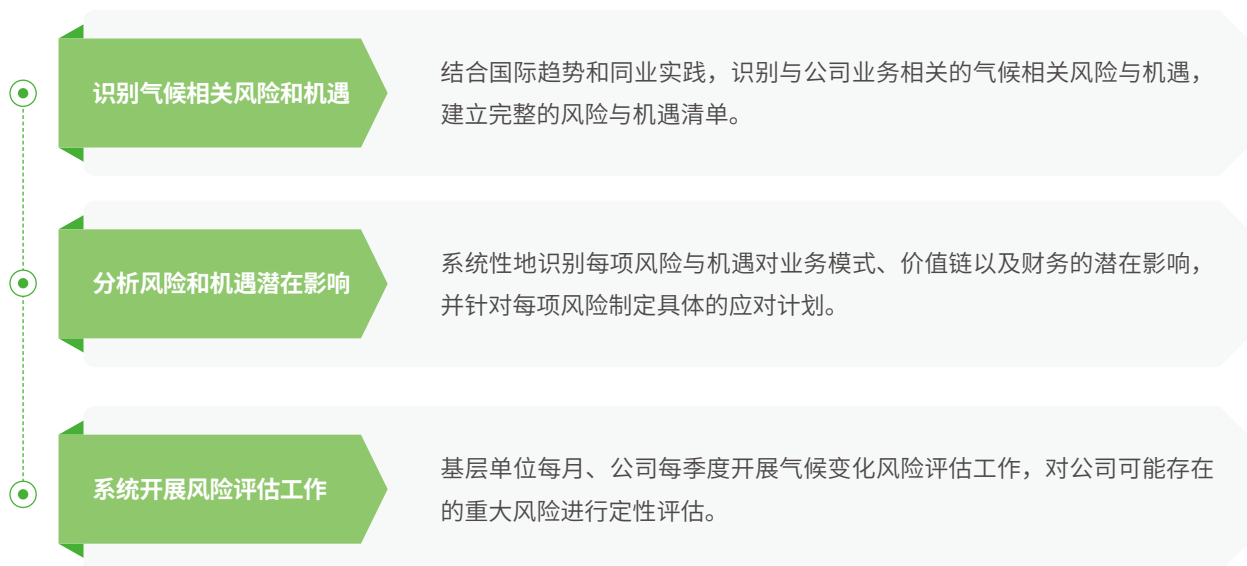 识别气候相关风险和机遇
结合国际趋势和同业实践，识别与公司业务相关的气候相关风险与机遇，
建立完整的风险与机遇清单。
分析风险和机遇潜在影响
系统性地识别每项风险与机遇对业务模式、价值链以及财务的潜在影响，
并针对每项风险制定具体的应对计划。
系统开展风险评估工作
基层单位每月、公司每季度开展气候变化风险评估工作，对公司可能存在
的重大风险进行定性评估。